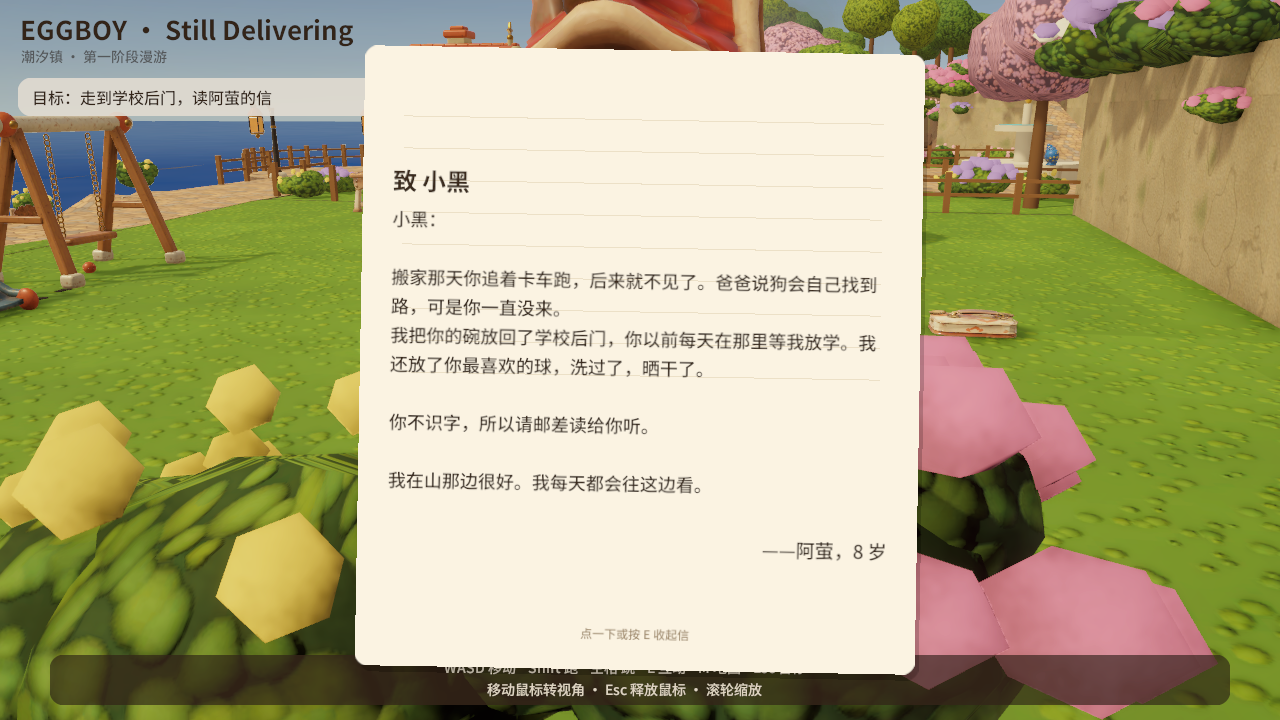 EGGBOY · Still Delivering
潮汐镇 · 第一阶段漫游
目标：走到学校后门，读阿萤的信
致 小黑
小黑：
搬家那天你追着卡车跑，后来就不见了。爸爸说狗会自己找到
路，可是你一直没来。
我把你的碗放回了学校后门，你以前每天在那里等我放学。我
还放了你最喜欢的球，洗过了，晒干了。
你不识字，所以请邮差读给你听。
我在山那边很好。我每天都会往这边看。
——阿萤，8 岁
点一下或按 E 收起信
移动鼠标转视角 · Esc 释放鼠标 · 滚轮缩放